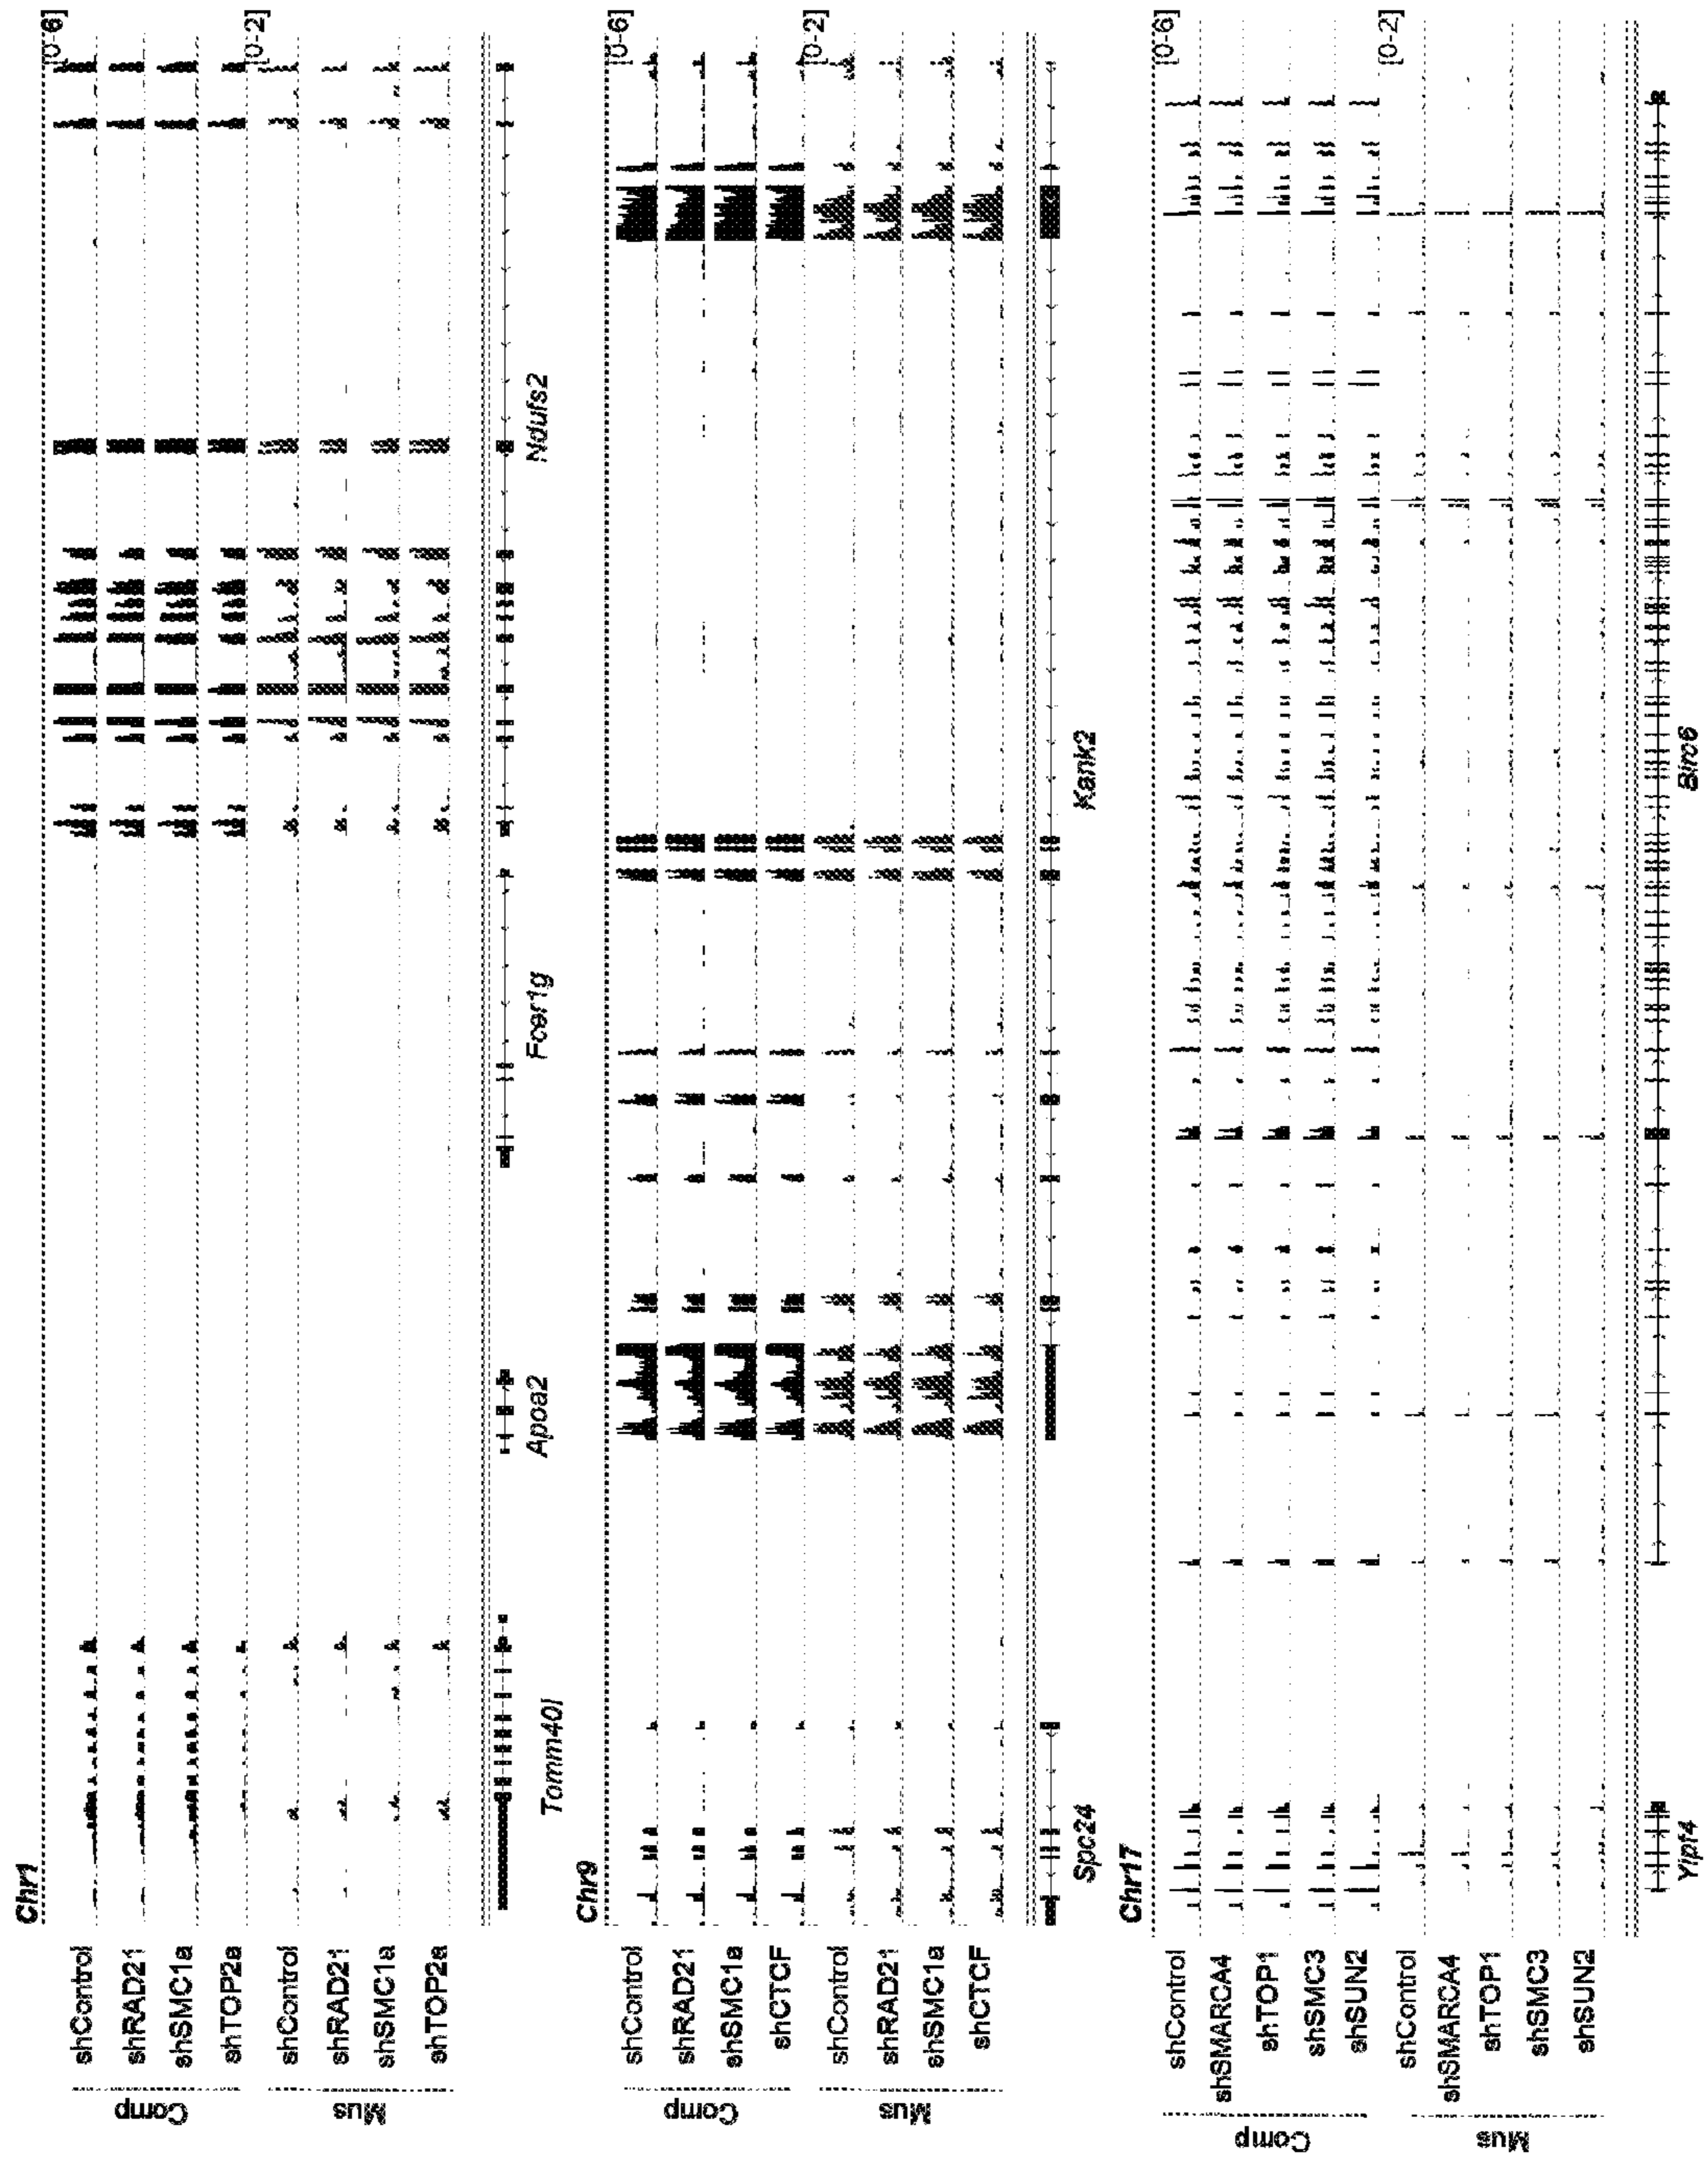 Chr1
[0-6]
shControl
shRAD21
shSMC1a
shTOP2a
Comp
[0-2]
shControl
shRAD21
shSMC1a
shTOP2a
Mus
Tomm40l Apoa2 Fcer1g Ndufs2
Chr9
[0-6]
shControl
shRAD21
shSMC1a
shCTCF
Comp
[0-2]
shControl
shRAD21
shSMC1a
shCTCF
Mus
Spc24 Kank2
Chr17
[0-6]
shControl
shSMARCA4
shTOP1
shSMC3
shSUN2
Comp
[0-2]
shControl
shSMARCA4
shTOP1
shSMC3
shSUN2
Mus
Yipf4 Birc6